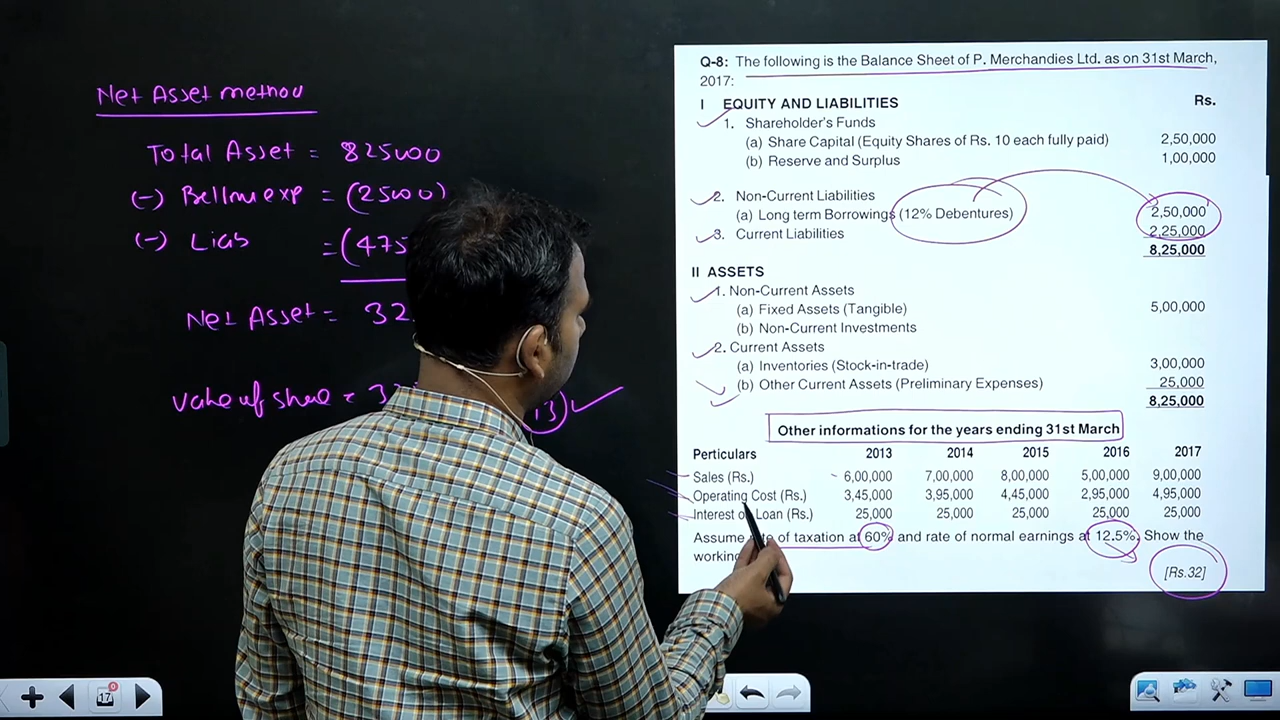 Net Asset method
Total Asset = 825000
(-) Bellow exp = (25000)
(-) Liab = (475
Net Asset = 32
Value of share = 3 13)
Q-8: The following is the Balance Sheet of P. Merchandies Ltd. as on 31st March,
2017:
I EQUITY AND LIABILITIES Rs.
1. Shareholder's Funds
(a) Share Capital (Equity Shares of Rs. 10 each fully paid) 2,50,000
(b) Reserve and Surplus 1,00,000
2. Non-Current Liabilities
(a) Long term Borrowings (12% Debentures) 2,50,000
3. Current Liabilities 2,25,000
8,25,000
II ASSETS
1. Non-Current Assets
(a) Fixed Assets (Tangible) 5,00,000
(b) Non-Current Investments
2. Current Assets
(a) Inventories (Stock-in-trade) 3,00,000
(b) Other Current Assets (Preliminary Expenses) 25,000
8,25,000
Other informations for the years ending 31st March
Perticulars 2013 2014 2015 2016 2017
Sales (Rs.) 6,00,000 7,00,000 8,00,000 5,00,000 9,00,000
Operating Cost (Rs.) 3,45,000 3,95,000 4,45,000 2,95,000 4,95,000
Interest on Loan (Rs.) 25,000 25,000 25,000 25,000 25,000
Assume rate of taxation at 60% and rate of normal earnings at 12.5%. Show the
working
[Rs.32]
17